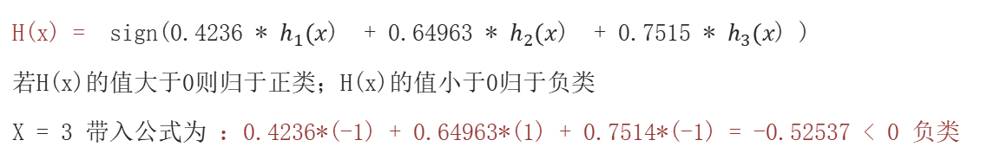 H(x) = sign(0.4236 * h₁(x) + 0.64963 * h₂(x) + 0.7515 * h₃(x) )
若H(x)的值大于0则归于正类；H(x)的值小于0归于负类
X = 3 带入公式为 ：0.4236*(-1) + 0.64963*(1) + 0.7514*(-1) = -0.52537 < 0 负类